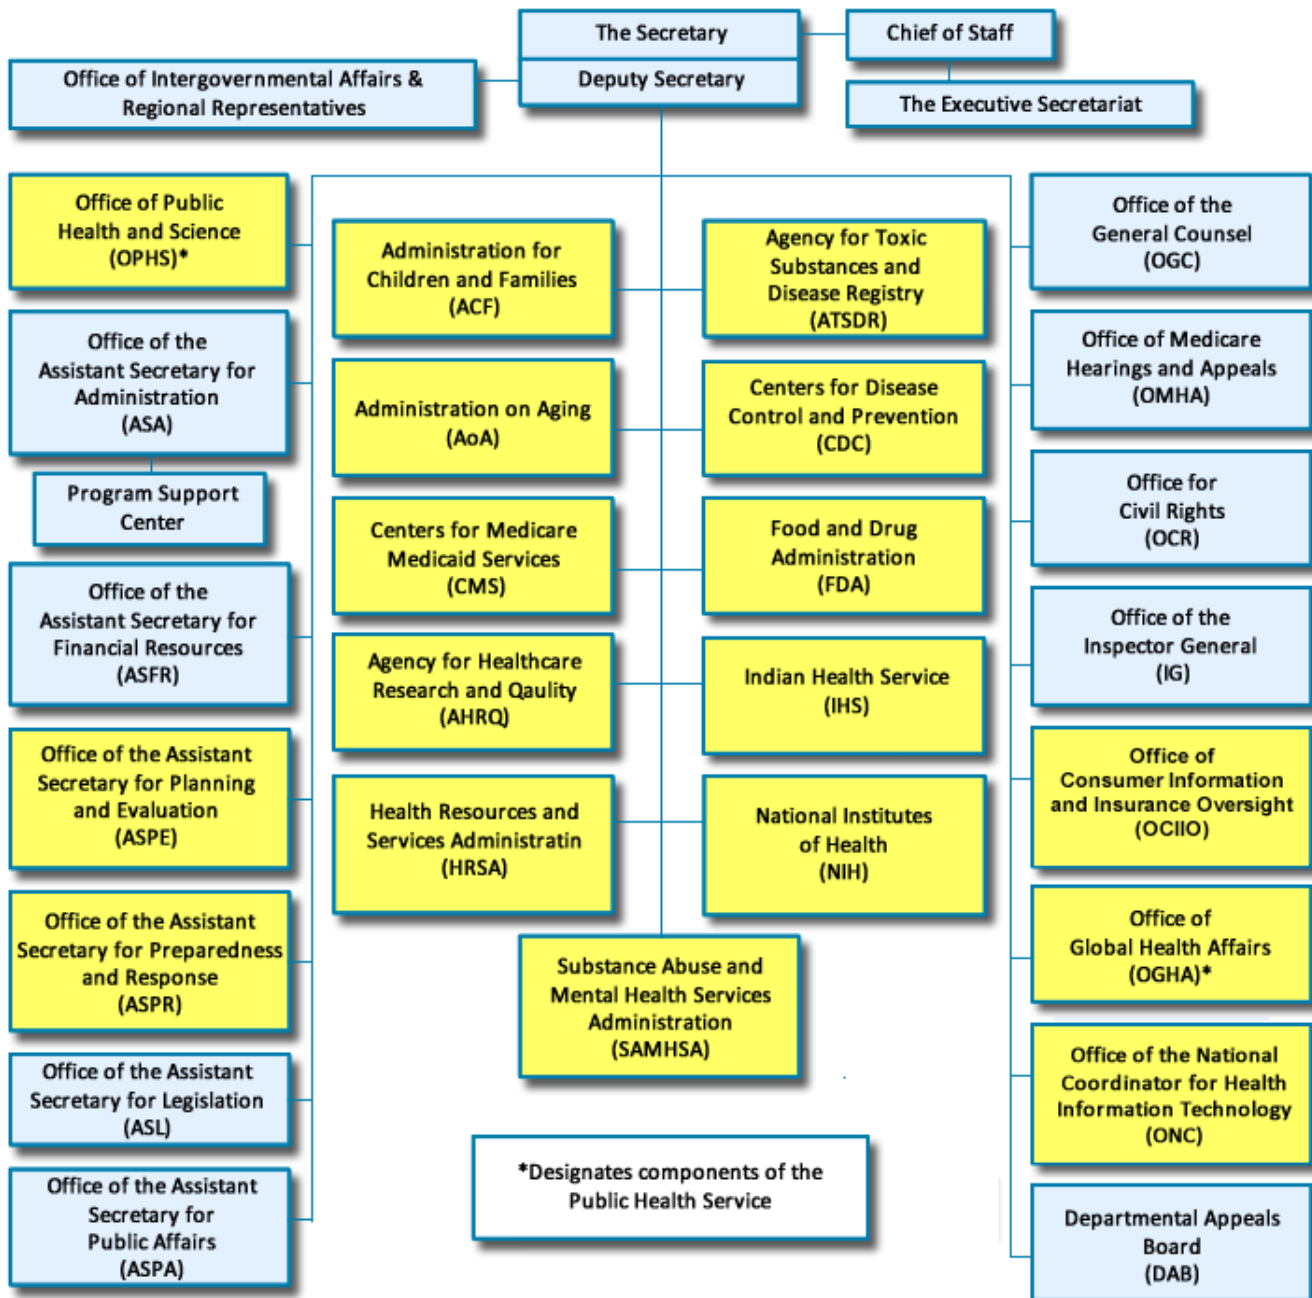 The Secretary
Deputy Secretary
Chief of Staff
The Executive Secretariat
Office of Intergovernmental Affairs &
Regional Representatives
Office of Public
Health and Science
(OPHS)*
Office of the
Assistant Secretary for
Administration
(ASA)
Program Support
Center
Office of the
Assistant Secretary for
Financial Resources
(ASFR)
Office of the Assistant
Secretary for Planning
and Evaluation
(ASPE)
Office of the Assistant
Secretary for Preparedness
and Response
(ASPR)
Office of the Assistant
Secretary for Legislation
(ASL)
Office of the Assistant
Secretary for
Public Affairs
(ASPA)
Administration for
Children and Families
(ACF)
Administration on Aging
(AoA)
Centers for Medicare
Medicaid Services
(CMS)
Agency for Healthcare
Research and Qaulity
(AHRQ)
Health Resources and
Services Administratin
(HRSA)
Agency for Toxic
Substances and
Disease Registry
(ATSDR)
Centers for Disease
Control and Prevention
(CDC)
Food and Drug
Administration
(FDA)
Indian Health Service
(IHS)
National Institutes
of Health
(NIH)
Substance Abuse and
Mental Health Services
Administration
(SAMHSA)
*Designates components of the
Public Health Service
Office of the
General Counsel
(OGC)
Office of Medicare
Hearings and Appeals
(OMHA)
Office for
Civil Rights
(OCR)
Office of the
Inspector General
(IG)
Office of
Consumer Information
and Insurance Oversight
(OCIIO)
Office of
Global Health Affairs
(OGHA)*
Office of the National
Coordinator for Health
Information Technology
(ONC)
Departmental Appeals
Board
(DAB)